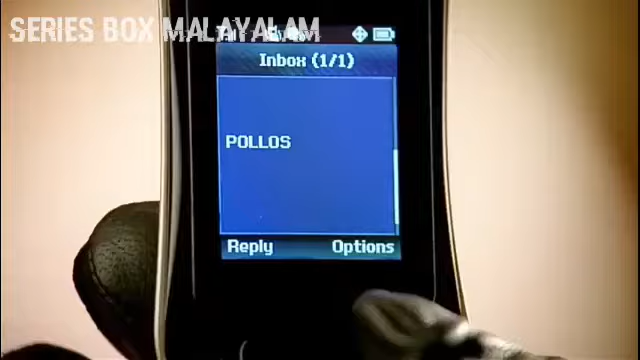 SERIES BOX MALAYALAM
Inbox (1/1)
POLLOS
Reply
Options